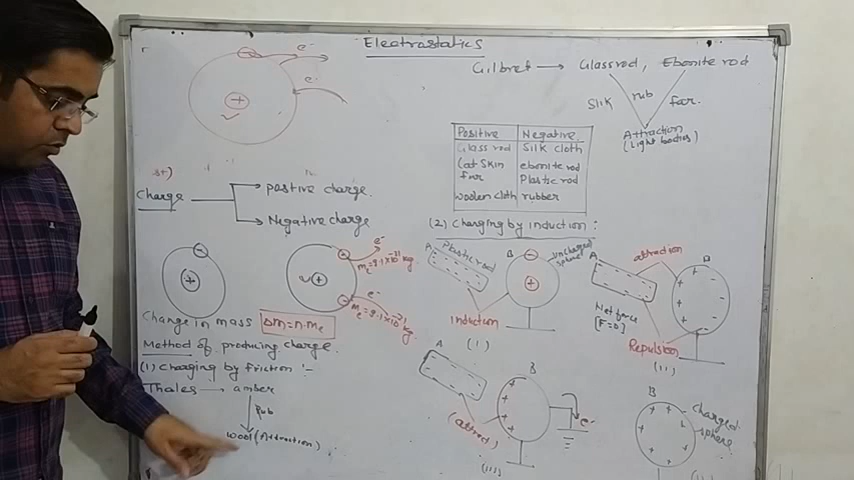 Electrostatics
e-
e-
Gilbret → Glassrod, Ebonite rod
Slik rub fur.
Attraction
(Light bodies)
Positive Negative
Glass rod Silk cloth
Cat Skin ebonite rod
fur Plastic rod
woolen cloth rubber
st)
Charge
→ postive charge.
→ Negative charge
e-
me = 9.1×10-31 kg
e-
me = 9.1×10-31 kg.
Change in mass Δm = n·me
Method of producing charge.
(1) Charging by friction :-
Thales → amber
Rub
wool (Attraction)
(2) Charging by induction :
A Plastic rod
B
uncharged
sphere
Induction
(1)
A
attraction
B
Net force
[F=0]
Repulsion
(11)
A
B
(attract)
e-
(111)
B
Charged
sphere